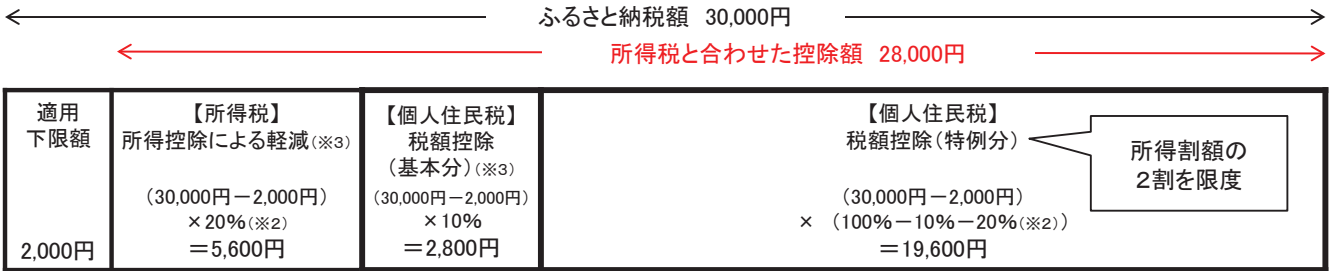 ふるさと納税額 30,000円
所得税と合わせた控除額 28,000円
適用
下限額
2,000円
【所得税】
所得控除による軽減(※3)
(30,000円－2,000円)
×20%(※2)
＝5,600円
【個人住民税】
税額控除
(基本分)(※3)
(30,000円－2,000円)
×10%
＝2,800円
【個人住民税】
税額控除(特例分)
(30,000円－2,000円)
× (100%－10%－20%(※2))
＝19,600円
所得割額の
2割を限度